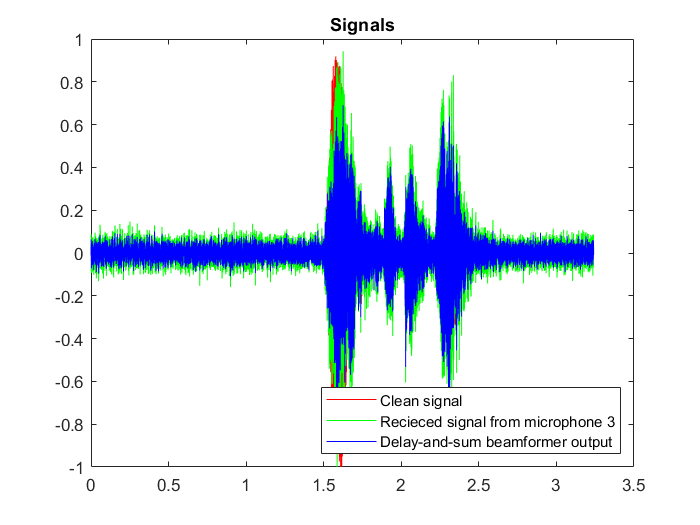 Signals
1
0.8
0.6
0.4
0.2
0
-0.2
-0.4
-0.6
-0.8
-1
Clean signal
Recieced signal from microphone 3
Delay-and-sum beamformer output
0 0.5 1 1.5 2 2.5 3 3.5